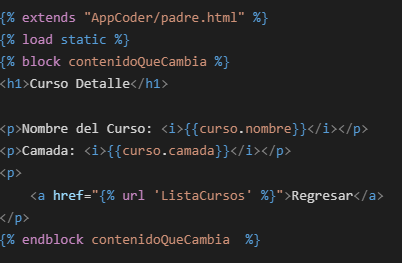 {% extends "AppCoder/padre.html" %}
{% load static %}
{% block contenidoQueCambia %}
<h1>Curso Detalle</h1>

<p>Nombre del Curso: <i>{{curso.nombre}}</i></p>
<p>Camada: <i>{{curso.camada}}</i></p>
<p>
    <a href="{% url 'ListaCursos' %}">Regresar</a>
</p>
{% endblock contenidoQueCambia  %}